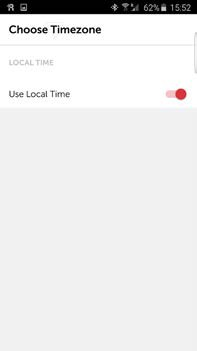 62% 15:52
Choose Timezone
LOCAL TIME
Use Local Time